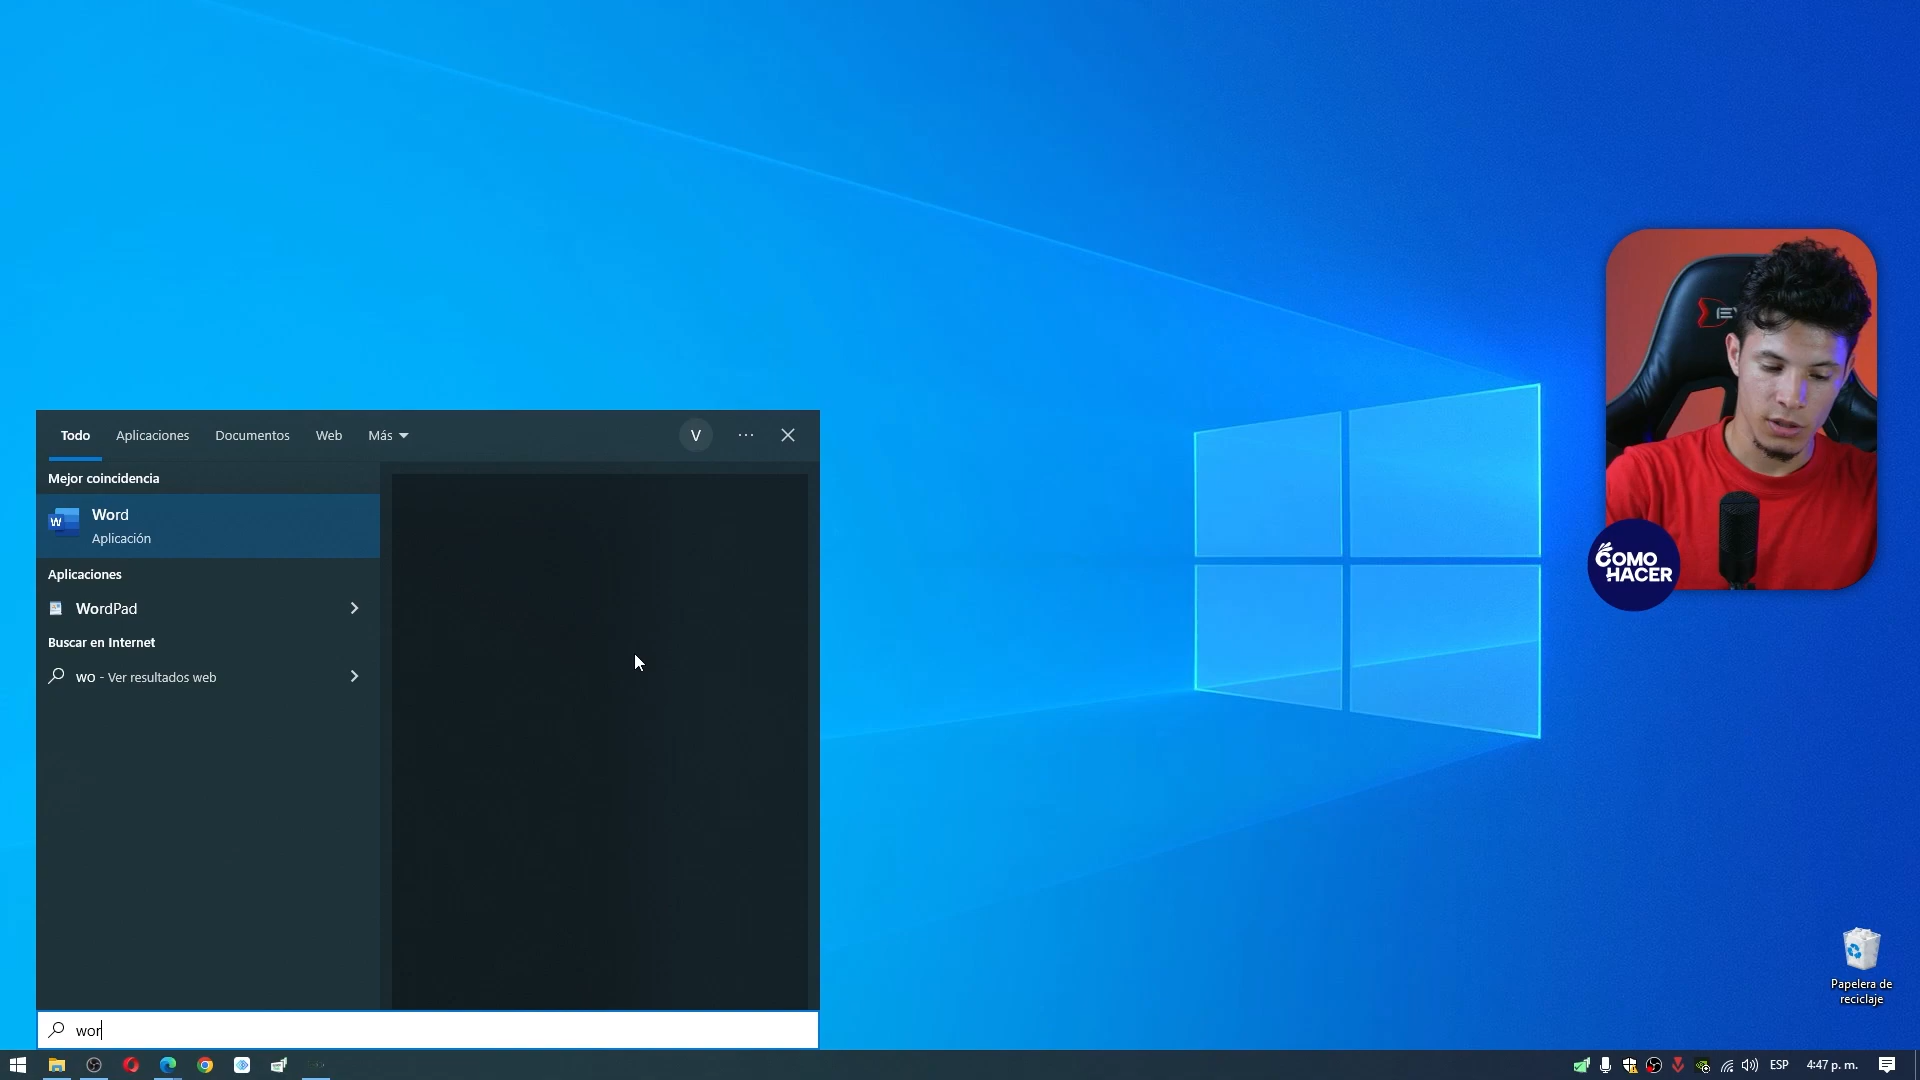 Todo Aplicaciones Documentos Web Más V
Mejor coincidencia
W Word
Aplicación
Aplicaciones
WordPad
Buscar en Internet
wo - Ver resultados web
wor
COMO
HACER
Papelera de
reciclaje
ESP 4:47 p. m.